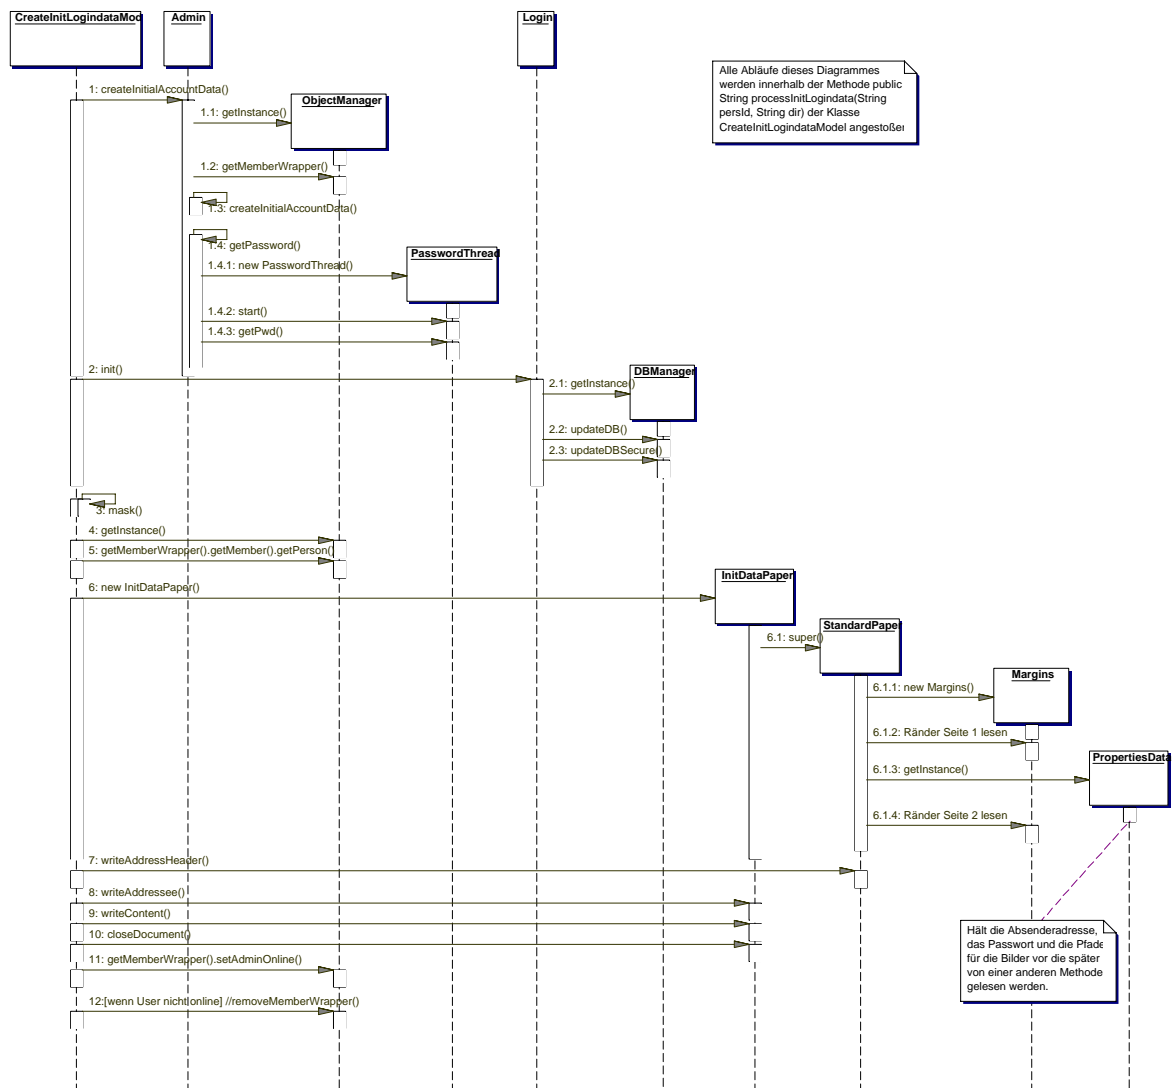 CreateInitLogindataMod
Admin
Login
Alle Abläufe dieses Diagrammes
werden innerhalb der Methode public
String processInitLogindata(String
persId, String dir) der Klasse
CreateInitLogindataModel angestoßen
1: createInitialAccountData()
ObjectManager
1.1: getInstance()
1.2: getMemberWrapper()
1.3: createInitialAccountData()
1.4: getPassword()
PasswordThread
1.4.1: new PasswordThread()
1.4.2: start()
1.4.3: getPwd()
2: init()
DBManager
2.1: getInstance()
2.2: updateDB()
2.3: updateDBSecure()
3: mask()
4: getInstance()
5: getMemberWrapper().getMember().getPerson()
InitDataPaper
6: new InitDataPaper()
StandardPaper
6.1: super()
Margins
6.1.1: new Margins()
6.1.2: Ränder Seite 1 lesen
PropertiesData
6.1.3: getInstance()
6.1.4: Ränder Seite 2 lesen
7: writeAddressHeader()
8: writeAddressee()
9: writeContent()
10: closeDocument()
Hält die Absenderadresse,
das Passwort und die Pfade
für die Bilder vor die später
von einer anderen Methode
gelesen werden.
11: getMemberWrapper().setAdminOnline()
12:[wenn User nicht online] //removeMemberWrapper()